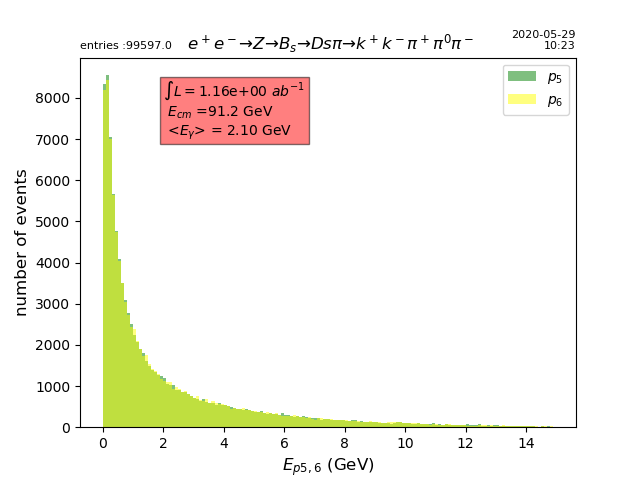 2020-05-29
entries :99597.0 e⁺e⁻→Z→Bₛ→Dsπ→k⁺k⁻π⁺π⁰π⁻ 10:23
p₅
p₆
∫L = 1.16e+00 ab⁻¹
E_cm =91.2 GeV
<E_γ> = 2.10 GeV
number of events
8000
7000
6000
5000
4000
3000
2000
1000
0
0 2 4 6 8 10 12 14
E_p5,6 (GeV)